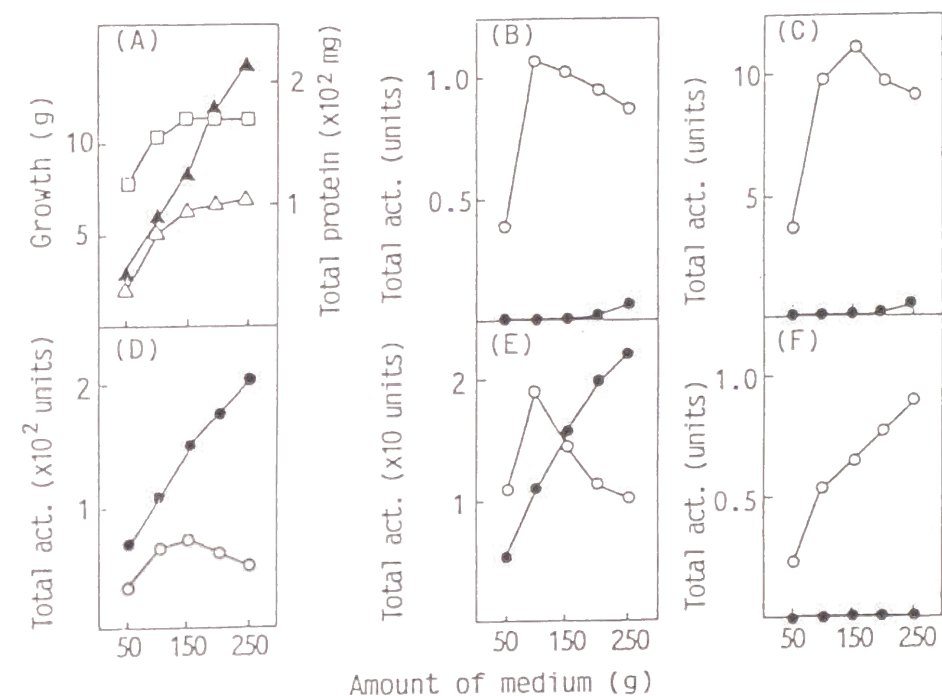 (A)
Growth (g)
10
5
Total protein (x10² mg)
2
1
(B)
Total act. (units)
1.0
0.5
(C)
Total act. (units)
10
5
(D)
Total act. (x10² units)
2
1
50 150 250
(E)
Total act. (x10 units)
2
1
50 150 250
(F)
Total act. (units)
1.0
0.5
50 150 250
Amount of medium (g)